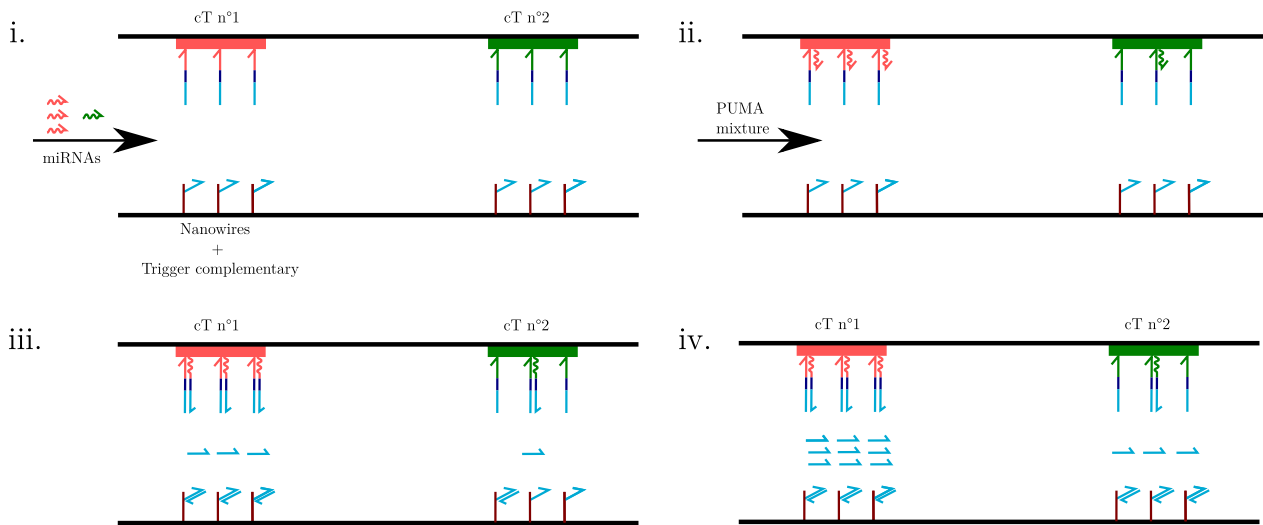 i.
cT n°1
cT n°2
miRNAs
Nanowires
+
Trigger complementary
ii.
PUMA
mixture
iii.
cT n°1
cT n°2
iv.
cT n°1
cT n°2